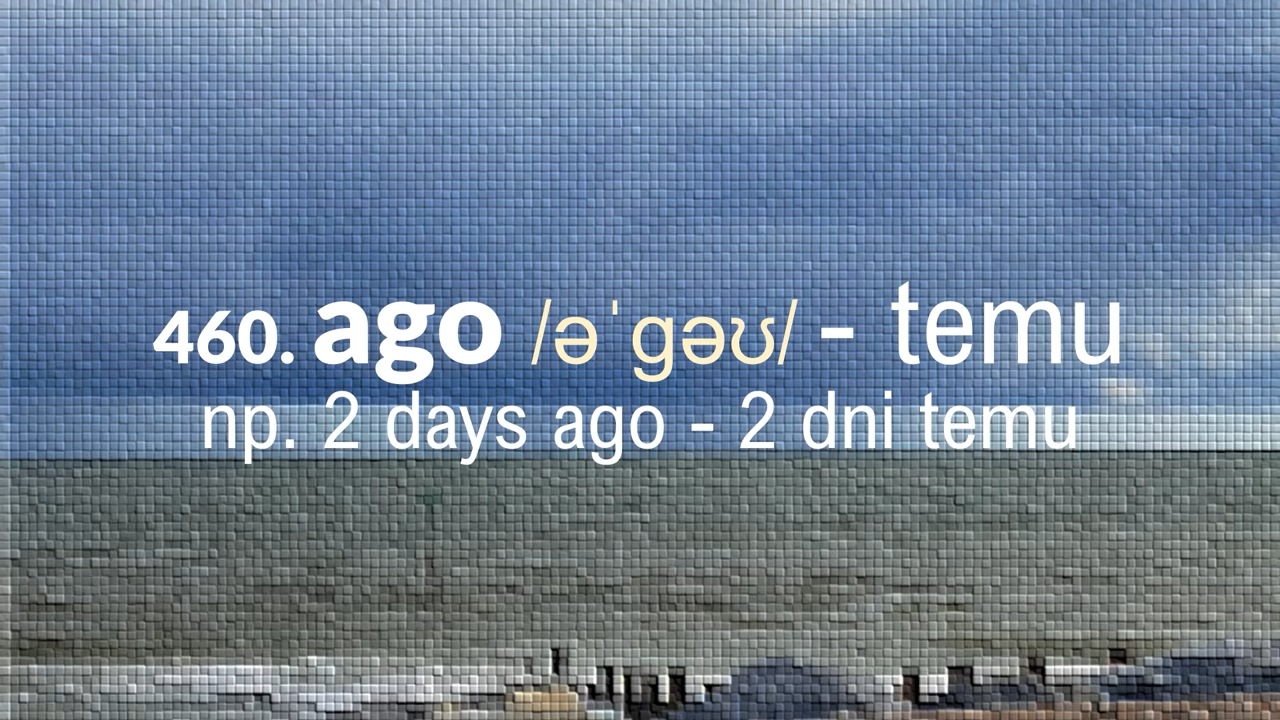 460. ago /əˈɡəʊ/ - temu
np. 2 days ago - 2 dni temu